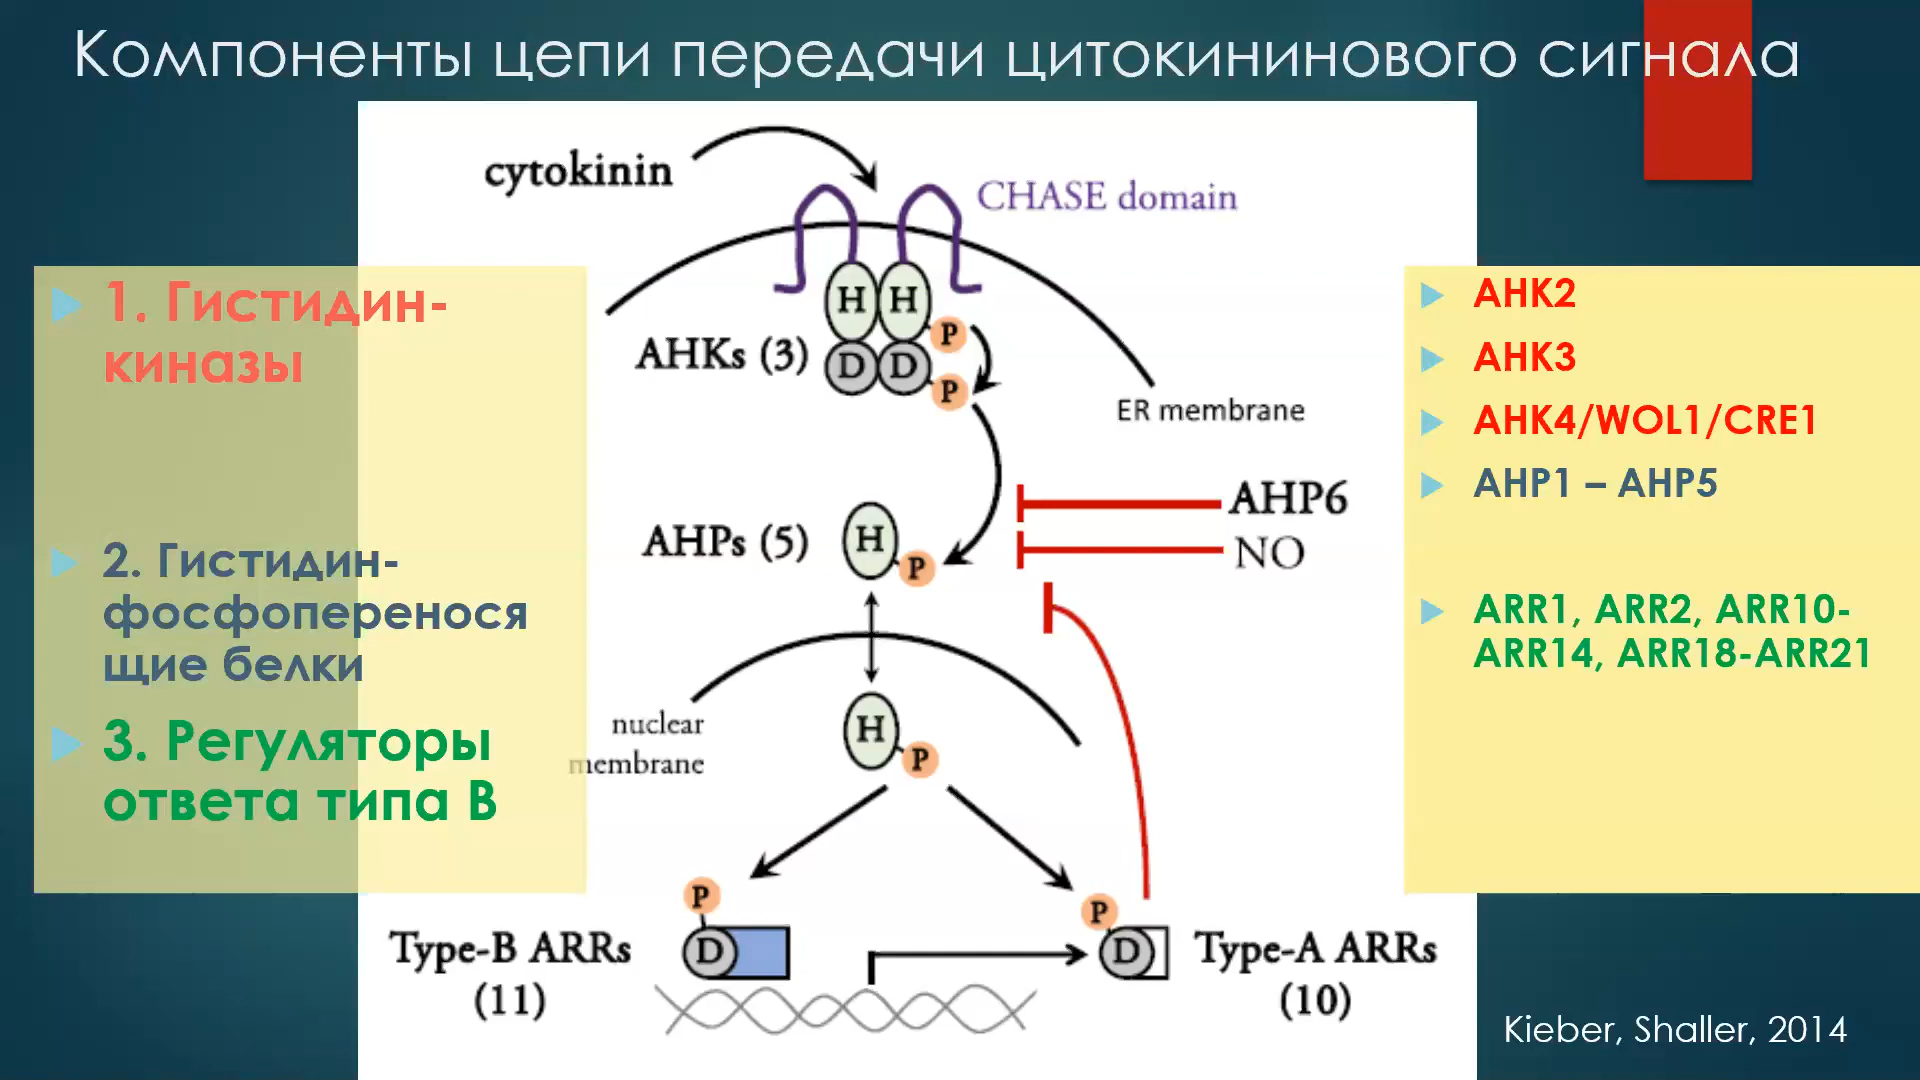 Компоненты цепи передачи цитокининового сигнала
cytokinin
CHASE domain
H H
P
AHKs (3)
D D
P
ER membrane
AHP6
AHPs (5)
H
P
NO
nuclear
membrane
H
P
P
P
Type-B ARRs
(11)
D
D
Type-A ARRs
(10)
1. Гистидин-
киназы
2. Гистидин-
фосфоперенося
щие белки
3. Регуляторы
ответа типа В
AHK2
AHK3
AHK4/WOL1/CRE1
AHP1 – AHP5
ARR1, ARR2, ARR10-
ARR14, ARR18-ARR21
Kieber, Shaller, 2014